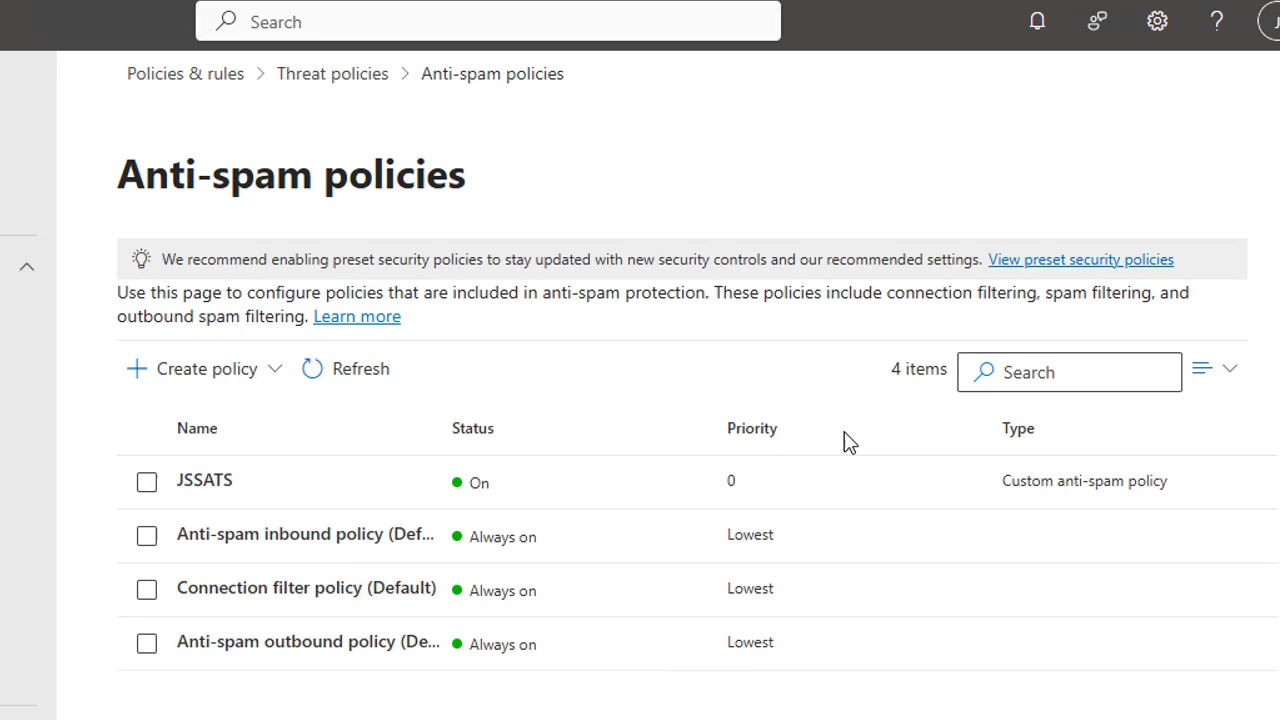 Search
J
Policies & rules > Threat policies > Anti-spam policies
Anti-spam policies
We recommend enabling preset security policies to stay updated with new security controls and our recommended settings. View preset security policies
Use this page to configure policies that are included in anti-spam protection. These policies include connection filtering, spam filtering, and
outbound spam filtering. Learn more
Create policy Refresh 4 items Search
Name Status Priority Type
JSSATS On 0 Custom anti-spam policy
Anti-spam inbound policy (Def... Always on Lowest
Connection filter policy (Default) Always on Lowest
Anti-spam outbound policy (De... Always on Lowest